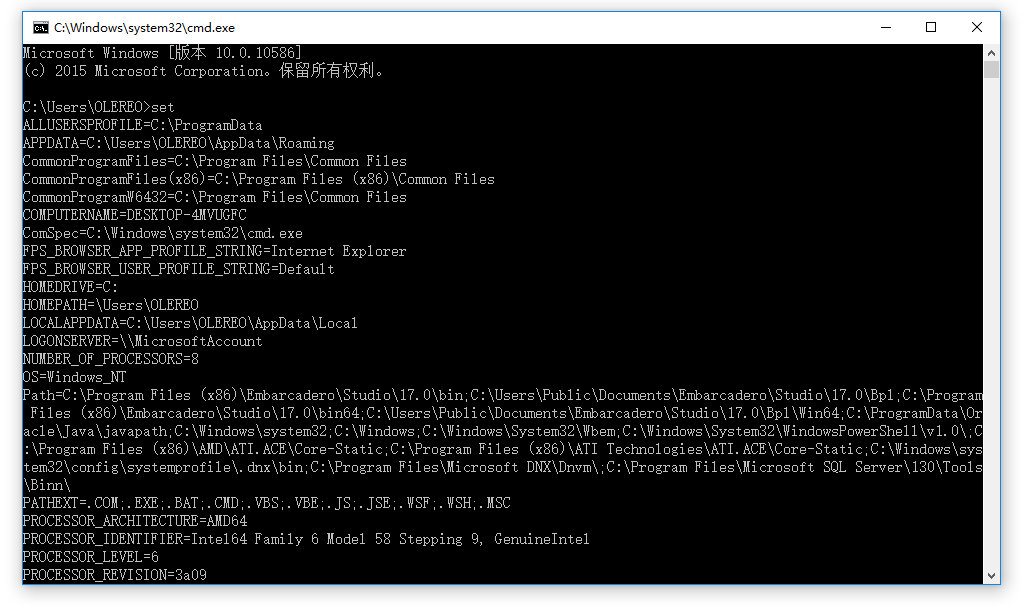 C:\Windows\system32\cmd.exe
Microsoft Windows [版本 10.0.10586]
(c) 2015 Microsoft Corporation。保留所有权利。
C:\Users\OLEREO>set
ALLUSERSPROFILE=C:\ProgramData
APPDATA=C:\Users\OLEREO\AppData\Roaming
CommonProgramFiles=C:\Program Files\Common Files
CommonProgramFiles(x86)=C:\Program Files (x86)\Common Files
CommonProgramW6432=C:\Program Files\Common Files
COMPUTERNAME=DESKTOP-4MVUGFC
ComSpec=C:\Windows\system32\cmd.exe
FPS_BROWSER_APP_PROFILE_STRING=Internet Explorer
FPS_BROWSER_USER_PROFILE_STRING=Default
HOMEDRIVE=C:
HOMEPATH=\Users\OLEREO
LOCALAPPDATA=C:\Users\OLEREO\AppData\Local
LOGONSERVER=\\MicrosoftAccount
NUMBER_OF_PROCESSORS=8
OS=Windows_NT
Path=C:\Program Files (x86)\Embarcadero\Studio\17.0\bin;C:\Users\Public\Documents\Embarcadero\Studio\17.0\Bpl;C:\Program
 Files (x86)\Embarcadero\Studio\17.0\bin64;C:\Users\Public\Documents\Embarcadero\Studio\17.0\Bpl\Win64;C:\ProgramData\Or
acle\Java\javapath;C:\Windows\system32;C:\Windows;C:\Windows\System32\Wbem;C:\Windows\System32\WindowsPowerShell\v1.0\;C
:\Program Files (x86)\AMD\ATI.ACE\Core-Static;C:\Program Files (x86)\ATI Technologies\ATI.ACE\Core-Static;C:\Windows\sys
tem32\config\systemprofile\.dnx\bin;C:\Program Files\Microsoft DNX\Dnvm\;C:\Program Files\Microsoft SQL Server\130\Tools
\Binn\
PATHEXT=.COM;.EXE;.BAT;.CMD;.VBS;.VBE;.JS;.JSE;.WSF;.WSH;.MSC
PROCESSOR_ARCHITECTURE=AMD64
PROCESSOR_IDENTIFIER=Intel64 Family 6 Model 58 Stepping 9, GenuineIntel
PROCESSOR_LEVEL=6
PROCESSOR_REVISION=3a09